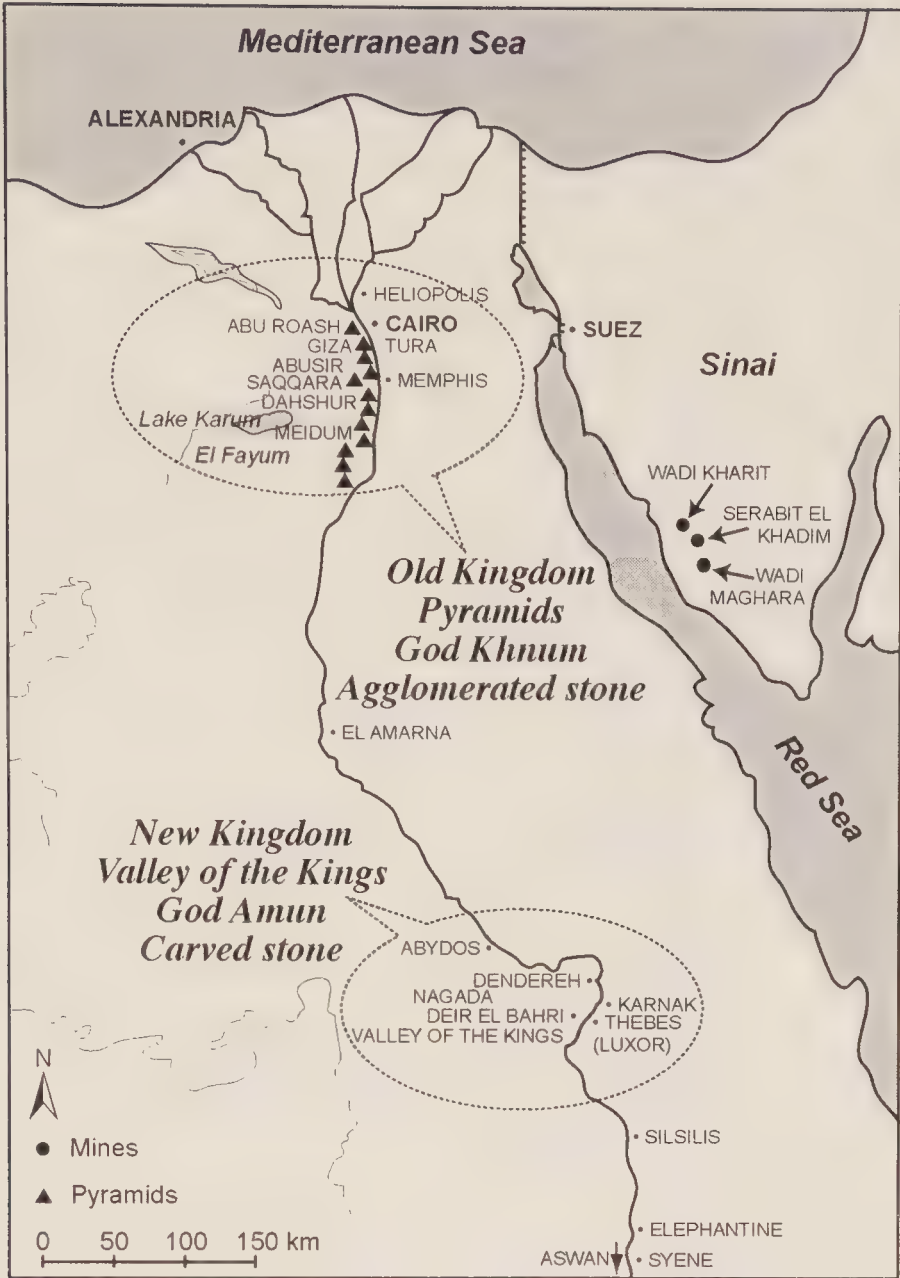 Mediterranean Sea
ALEXANDRIA
HELIOPOLIS
ABU ROASH
CAIRO
GIZA
TURA
SUEZ
ABUSIR
SAQQARA
MEMPHIS
Sinai
DAHSHUR
Lake Karum
MEIDUM
El Fayum
WADI KHARIT
SERABIT EL
KHADIM
WADI
MAGHARA
Old Kingdom
Pyramids
God Khnum
Agglomerated stone
EL AMARNA
Red Sea
New Kingdom
Valley of the Kings
God Amun
Carved stone
ABYDOS
DENDEREH
NAGADA
KARNAK
DEIR EL BAHRI
THEBES
VALLEY OF THE KINGS
(LUXOR)
N
Mines
SILSILIS
Pyramids
0 50 100 150 km
ELEPHANTINE
ASWAN
SYENE